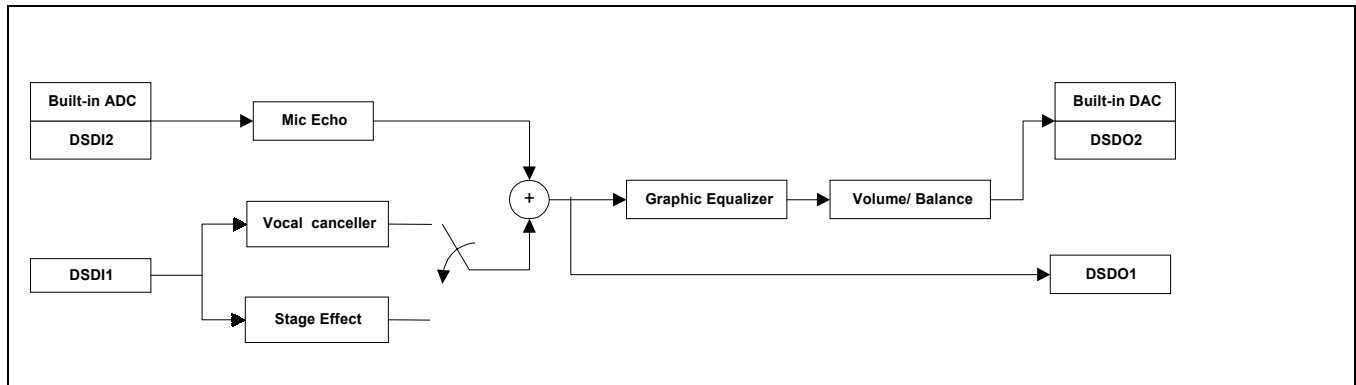 Built-in ADC
DSDI2
Mic Echo
Built-in DAC
DSDO2
+
Graphic Equalizer
Volume/ Balance
Vocal canceller
DSDI1
DSDO1
Stage Effect